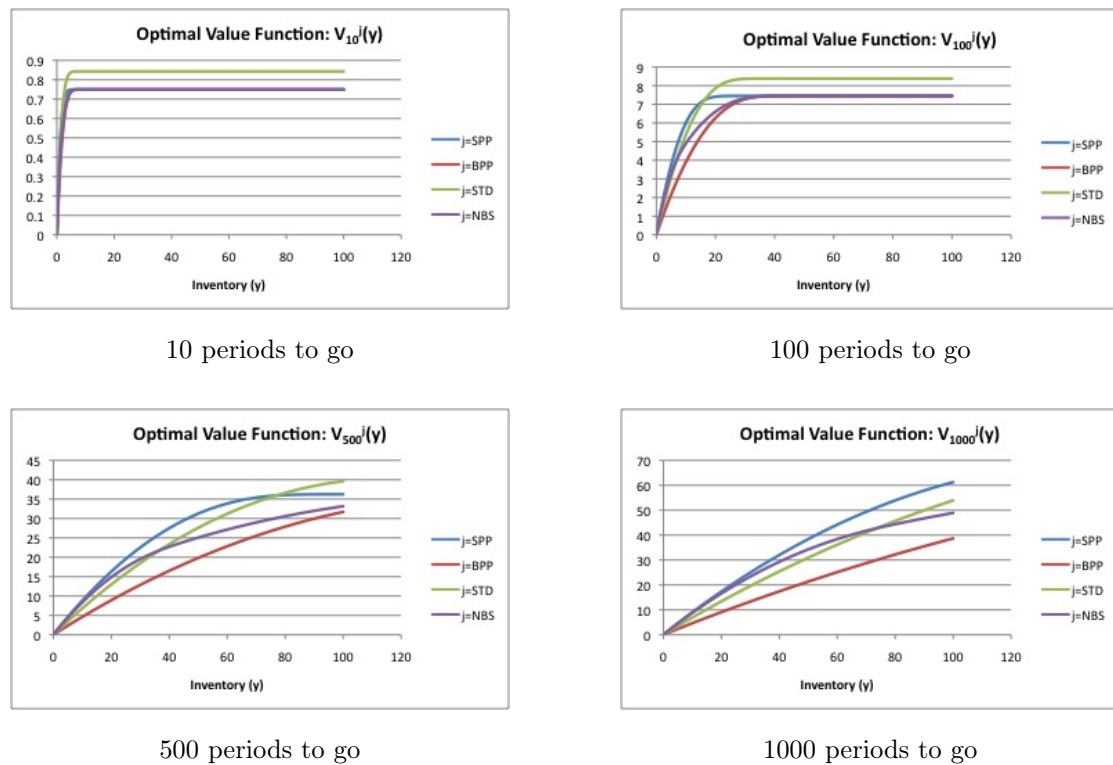 Optimal Value Function: V₁₀ʲ(y)
0.9
0.8
0.7
0.6
0.5
0.4
0.3
0.2
0.1
0
0 20 40 60 80 100 120
Inventory (y)
j=SPP
j=BPP
j=STD
j=NBS
10 periods to go
Optimal Value Function: V₁₀₀ʲ(y)
9
8
7
6
5
4
3
2
1
0
0 20 40 60 80 100 120
Inventory (y)
j=SPP
j=BPP
j=STD
j=NBS
100 periods to go
Optimal Value Function: V₅₀₀ʲ(y)
45
40
35
30
25
20
15
10
5
0
0 20 40 60 80 100 120
Inventory (y)
j=SPP
j=BPP
j=STD
j=NBS
500 periods to go
Optimal Value Function: V₁₀₀₀ʲ(y)
70
60
50
40
30
20
10
0
0 20 40 60 80 100 120
Inventory (y)
j=SPP
j=BPP
j=STD
j=NBS
1000 periods to go